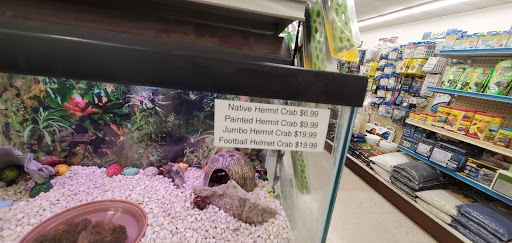 Native Hermit Crab $6.99
Painted Hermit Crab $9.99
Jumbo Hermit Crab $19.99
Football Helmet Crab $19.99